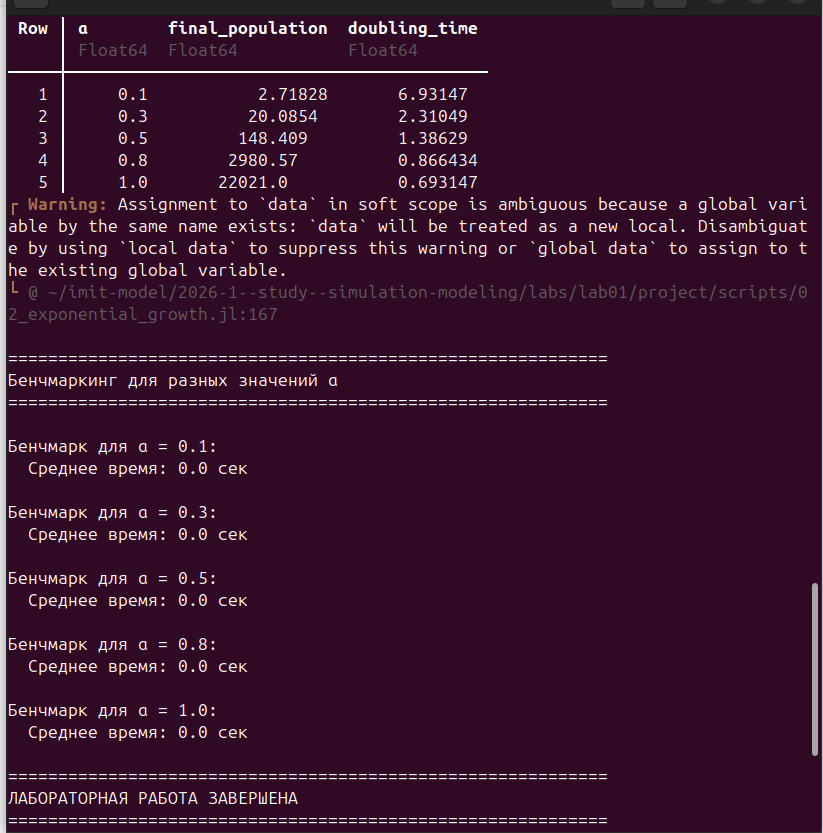 Row α final_population doubling_time
Float64 Float64 Float64
1 0.1 2.71828 6.93147
2 0.3 20.0854 2.31049
3 0.5 148.409 1.38629
4 0.8 2980.57 0.866434
5 1.0 22021.0 0.693147
┌ Warning: Assignment to `data` in soft scope is ambiguous because a global vari
able by the same name exists: `data` will be treated as a new local. Disambiguat
e by using `local data` to suppress this warning or `global data` to assign to t
he existing global variable.
└ @ ~/imit-model/2026-1--study--simulation-modeling/labs/lab01/project/scripts/0
2_exponential_growth.jl:167
============================================================
Бенчмаркинг для разных значений α
============================================================
Бенчмарк для α = 0.1:
Среднее время: 0.0 сек
Бенчмарк для α = 0.3:
Среднее время: 0.0 сек
Бенчмарк для α = 0.5:
Среднее время: 0.0 сек
Бенчмарк для α = 0.8:
Среднее время: 0.0 сек
Бенчмарк для α = 1.0:
Среднее время: 0.0 сек
============================================================
ЛАБОРАТОРНАЯ РАБОТА ЗАВЕРШЕНА
============================================================